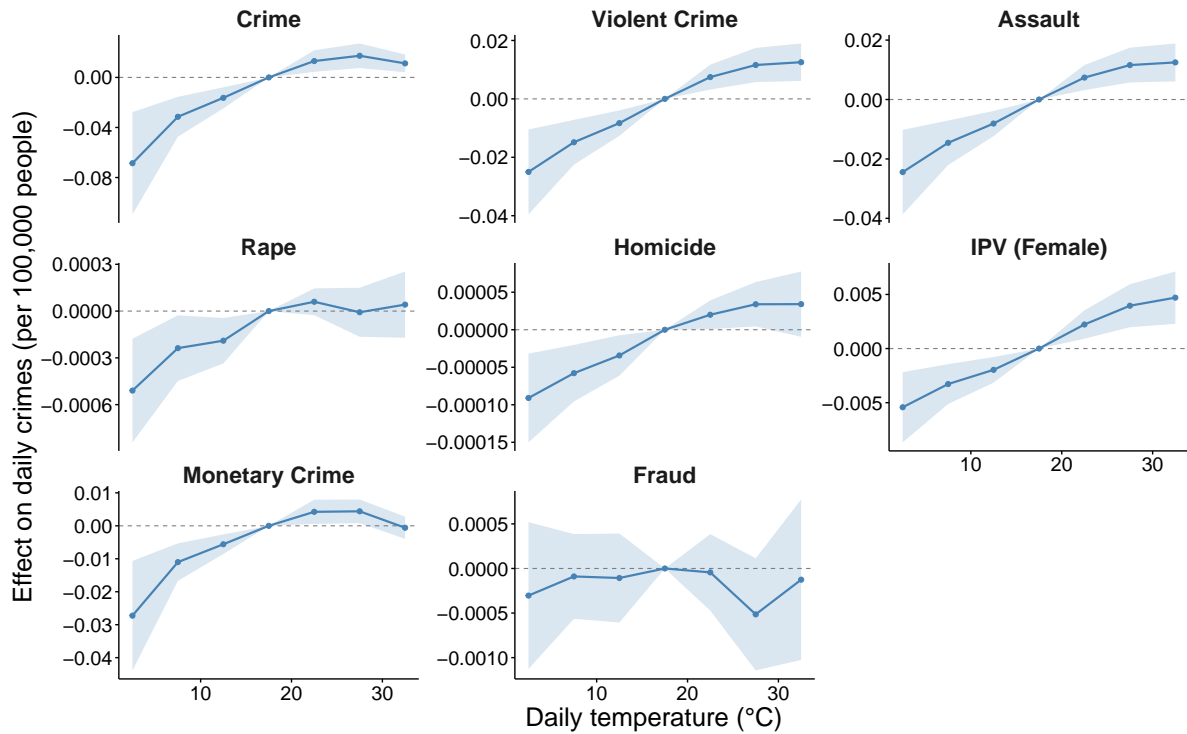 Crime
Violent Crime
Assault
0.00
−0.04
−0.08
0.02
0.00
−0.02
−0.04
0.02
0.00
−0.02
−0.04
Rape
Homicide
IPV (Female)
0.0003
0.0000
−0.0003
−0.0006
0.00005
0.00000
−0.00005
−0.00010
−0.00015
0.005
0.000
−0.005
10 20 30
Monetary Crime
Fraud
0.01
0.00
−0.01
−0.02
−0.03
−0.04
10 20 30
0.0005
0.0000
−0.0005
−0.0010
10 20 30
Effect on daily crimes (per 100,000 people)
Daily temperature (°C)